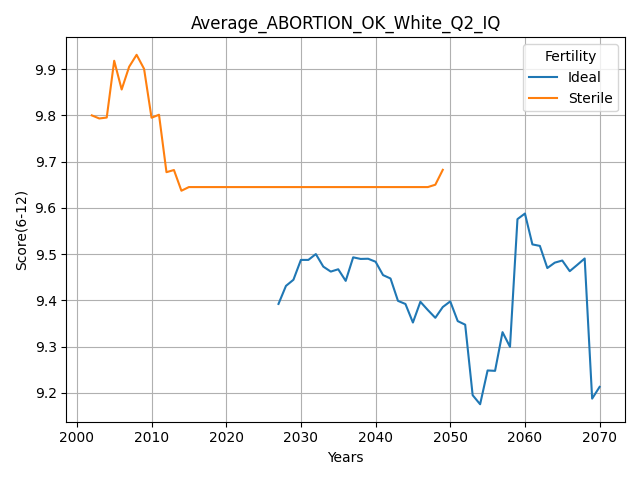 Average_ABORTION_OK_White_Q2_IQ
Fertility
Ideal
Sterile
Score(6-12)
9.9
9.8
9.7
9.6
9.5
9.4
9.3
9.2
2000 2010 2020 2030 2040 2050 2060 2070
Years